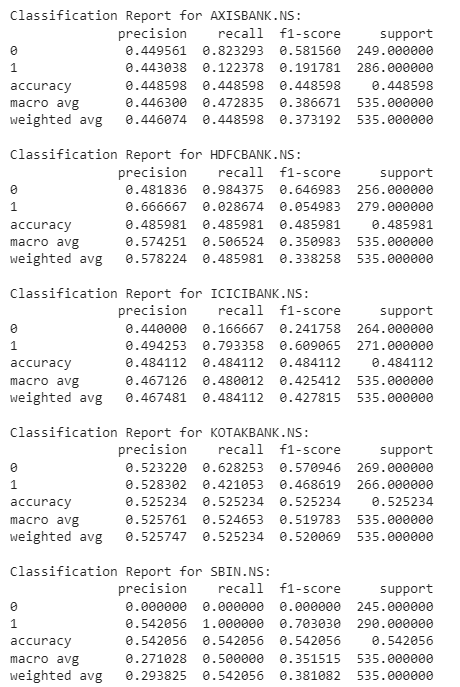 Classification Report for AXISBANK.NS:
precision recall f1-score support
0 0.449561 0.823293 0.581560 249.000000
1 0.443038 0.122378 0.191781 286.000000
accuracy 0.448598 0.448598 0.448598 0.448598
macro avg 0.446300 0.472835 0.386671 535.000000
weighted avg 0.446074 0.448598 0.373192 535.000000
Classification Report for HDFCBANK.NS:
precision recall f1-score support
0 0.481836 0.984375 0.646983 256.000000
1 0.666667 0.028674 0.054983 279.000000
accuracy 0.485981 0.485981 0.485981 0.485981
macro avg 0.574251 0.506524 0.350983 535.000000
weighted avg 0.578224 0.485981 0.338258 535.000000
Classification Report for ICICIBANK.NS:
precision recall f1-score support
0 0.440000 0.166667 0.241758 264.000000
1 0.494253 0.793358 0.609065 271.000000
accuracy 0.484112 0.484112 0.484112 0.484112
macro avg 0.467126 0.480012 0.425412 535.000000
weighted avg 0.467481 0.484112 0.427815 535.000000
Classification Report for KOTAKBANK.NS:
precision recall f1-score support
0 0.523220 0.628253 0.570946 269.000000
1 0.528302 0.421053 0.468619 266.000000
accuracy 0.525234 0.525234 0.525234 0.525234
macro avg 0.525761 0.524653 0.519783 535.000000
weighted avg 0.525747 0.525234 0.520069 535.000000
Classification Report for SBIN.NS:
precision recall f1-score support
0 0.000000 0.000000 0.000000 245.000000
1 0.542056 1.000000 0.703030 290.000000
accuracy 0.542056 0.542056 0.542056 0.542056
macro avg 0.271028 0.500000 0.351515 535.000000
weighted avg 0.293825 0.542056 0.381082 535.000000